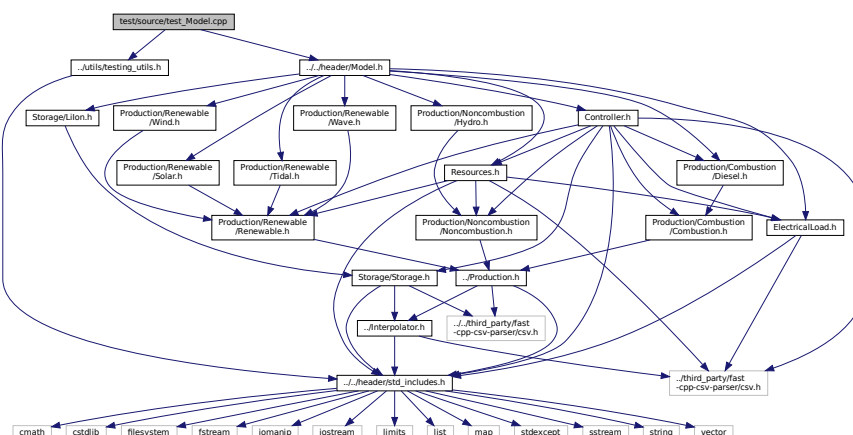 test/source/test_Model.cpp
../utils/testing_utils.h
../../header/Model.h
Storage/LiIon.h
Production/Renewable
/Wind.h
Production/Renewable
/Wave.h
Production/Noncombustion
/Hydro.h
Controller.h
Production/Renewable
/Solar.h
Production/Renewable
/Tidal.h
Resources.h
Production/Combustion
/Diesel.h
Production/Renewable
/Renewable.h
Production/Noncombustion
/Noncombustion.h
Production/Combustion
/Combustion.h
ElectricalLoad.h
Storage/Storage.h
../Production.h
../Interpolator.h
../../third_party/fast
-cpp-csv-parser/csv.h
../../header/std_includes.h
../third_party/fast
-cpp-csv-parser/csv.h
cmath
cstdlib
filesystem
fstream
iomanip
iostream
limits
list
map
stdexcept
sstream
string
vector